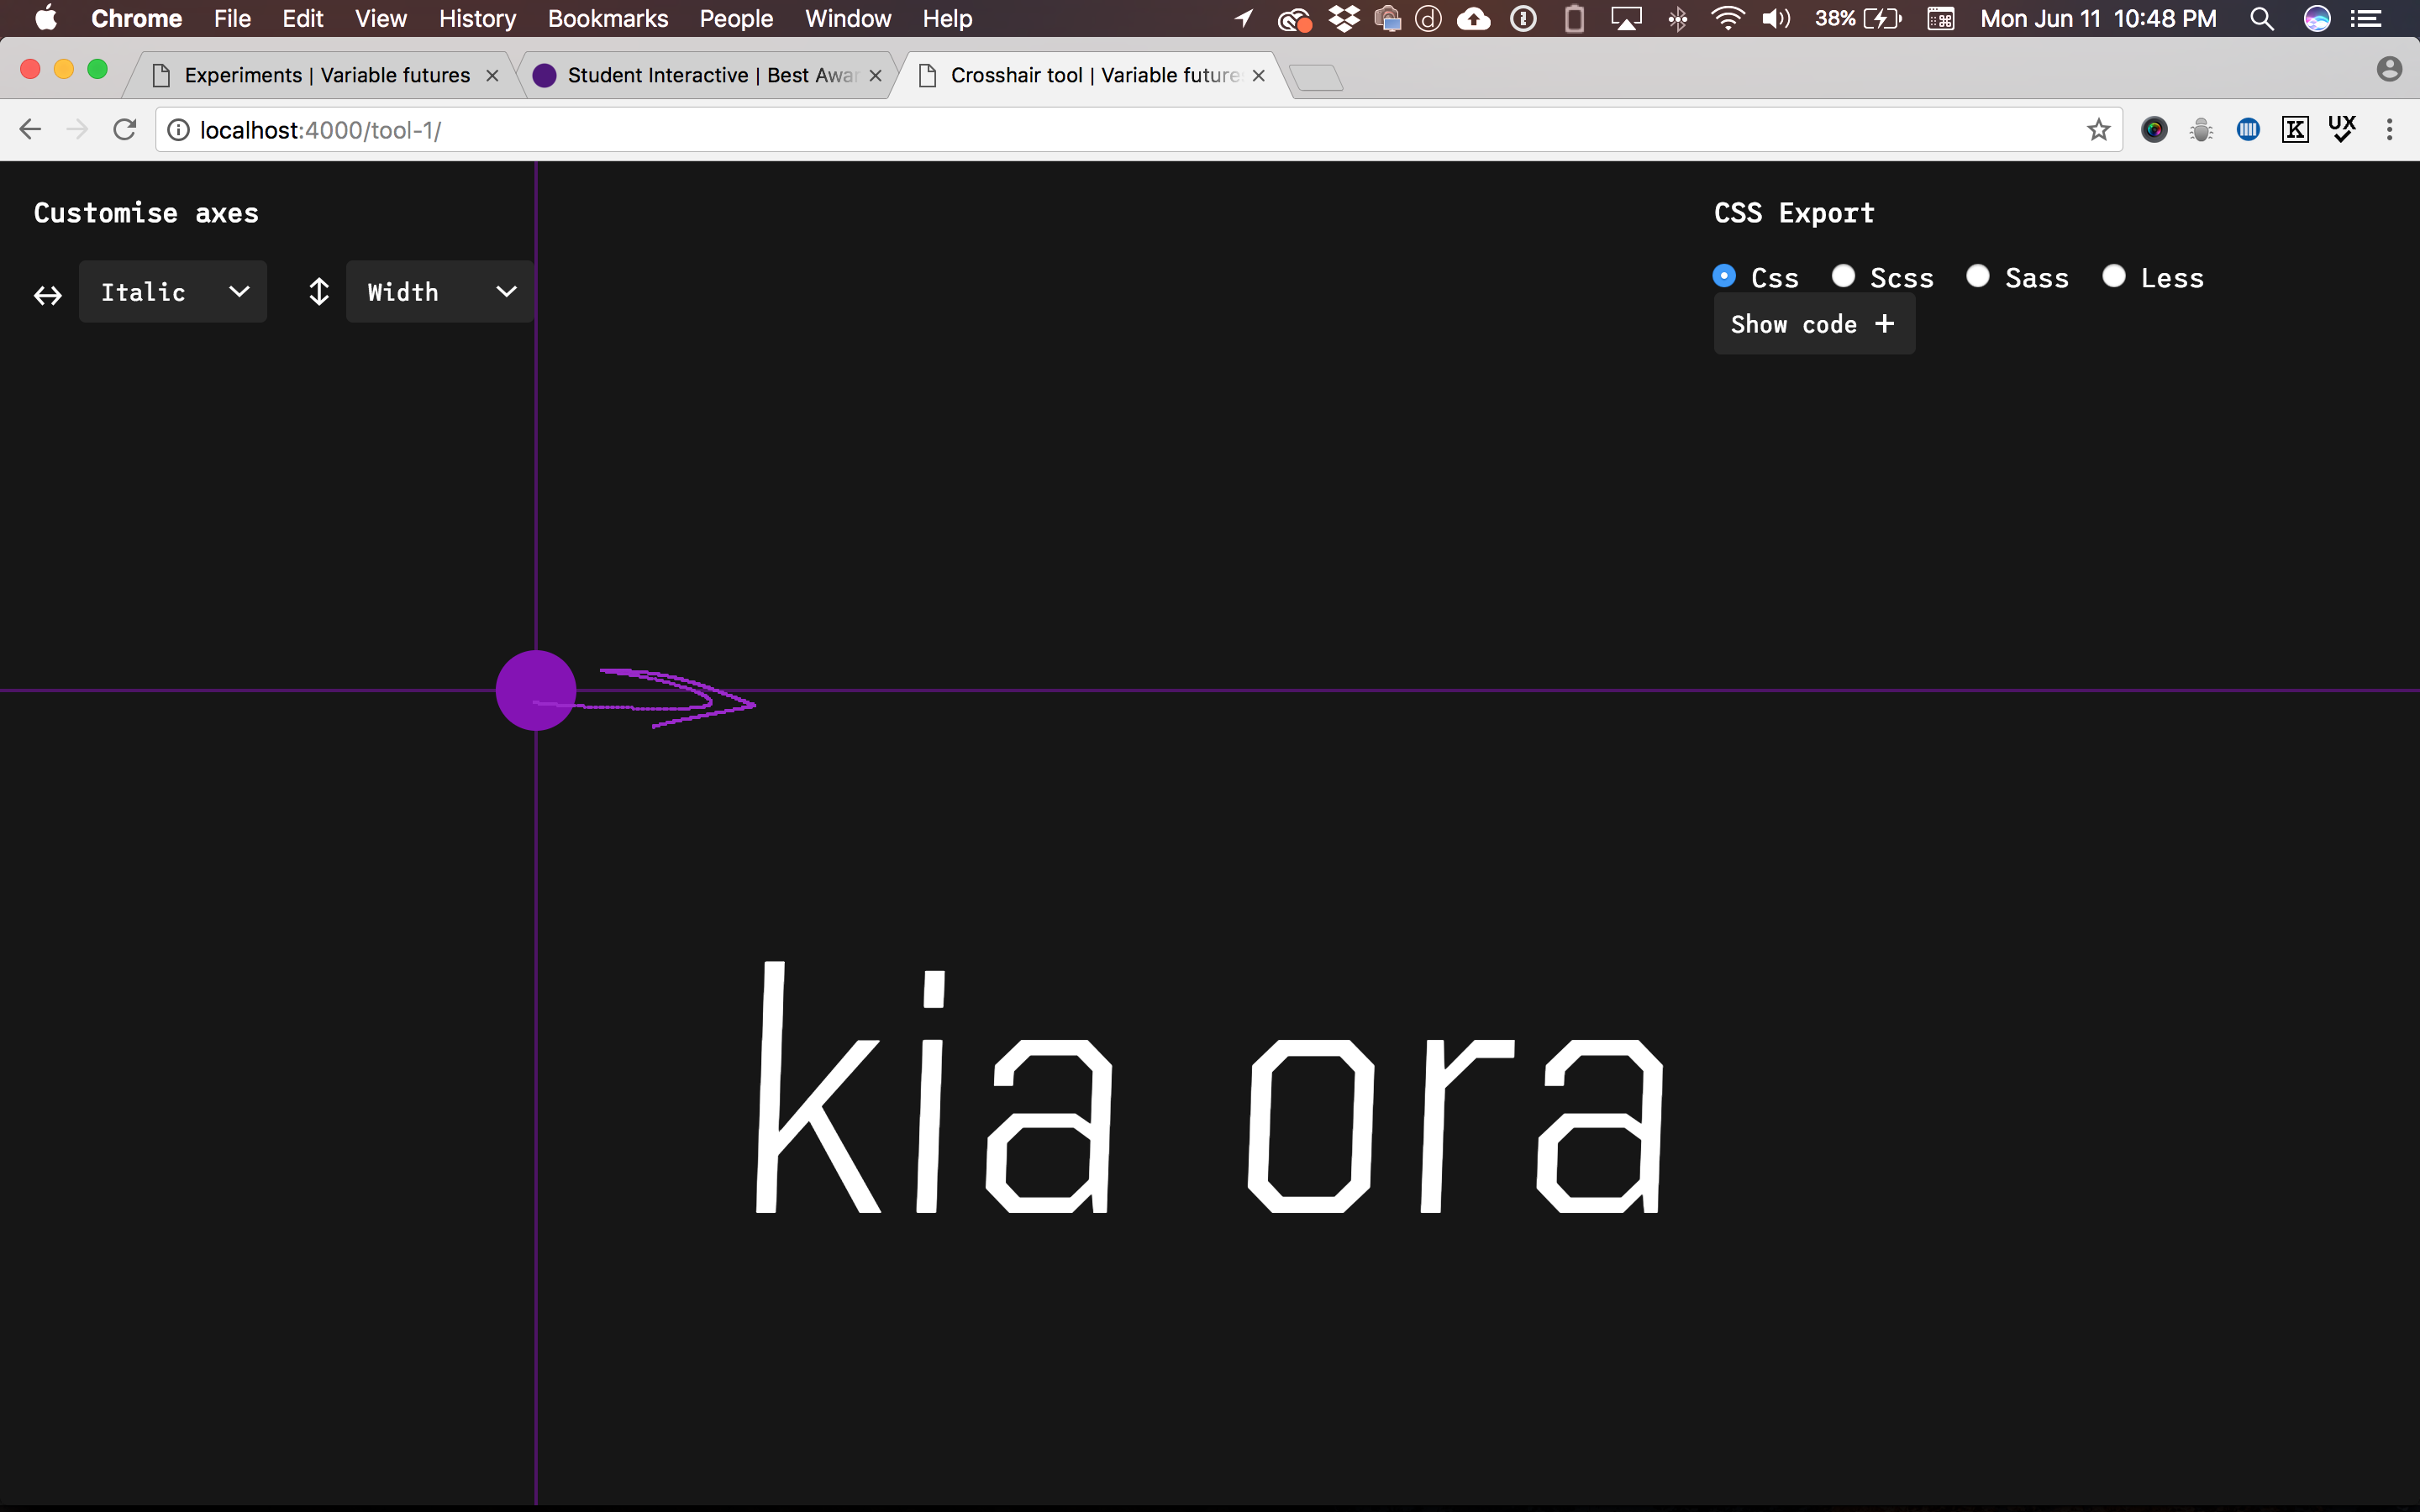 Chrome File Edit View History Bookmarks People Window Help 38% Mon Jun 11 10:48 PM
Experiments | Variable futures Student Interactive | Best Awar Crosshair tool | Variable future
localhost:4000/tool-1/ K UX
Customise axes
Italic Width
CSS Export
Css Scss Sass Less
Show code +
kia ora